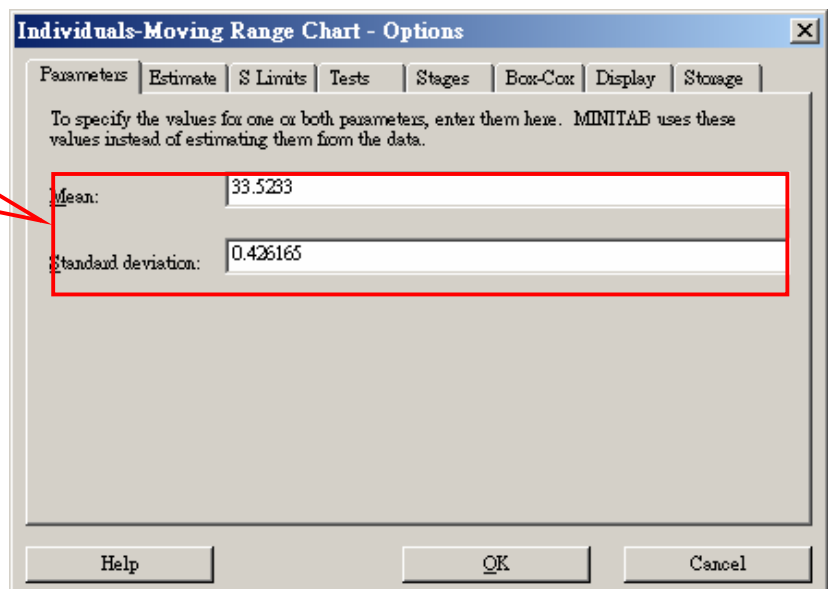 Individuals-Moving Range Chart - Options
Parameters Estimate S Limits Tests Stages Box-Cox Display Storage
To specify the values for one or both parameters, enter them here. MINITAB uses these
values instead of estimating them from the data.
Mean: 33.5233
Standard deviation: 0.426165
Help OK Cancel